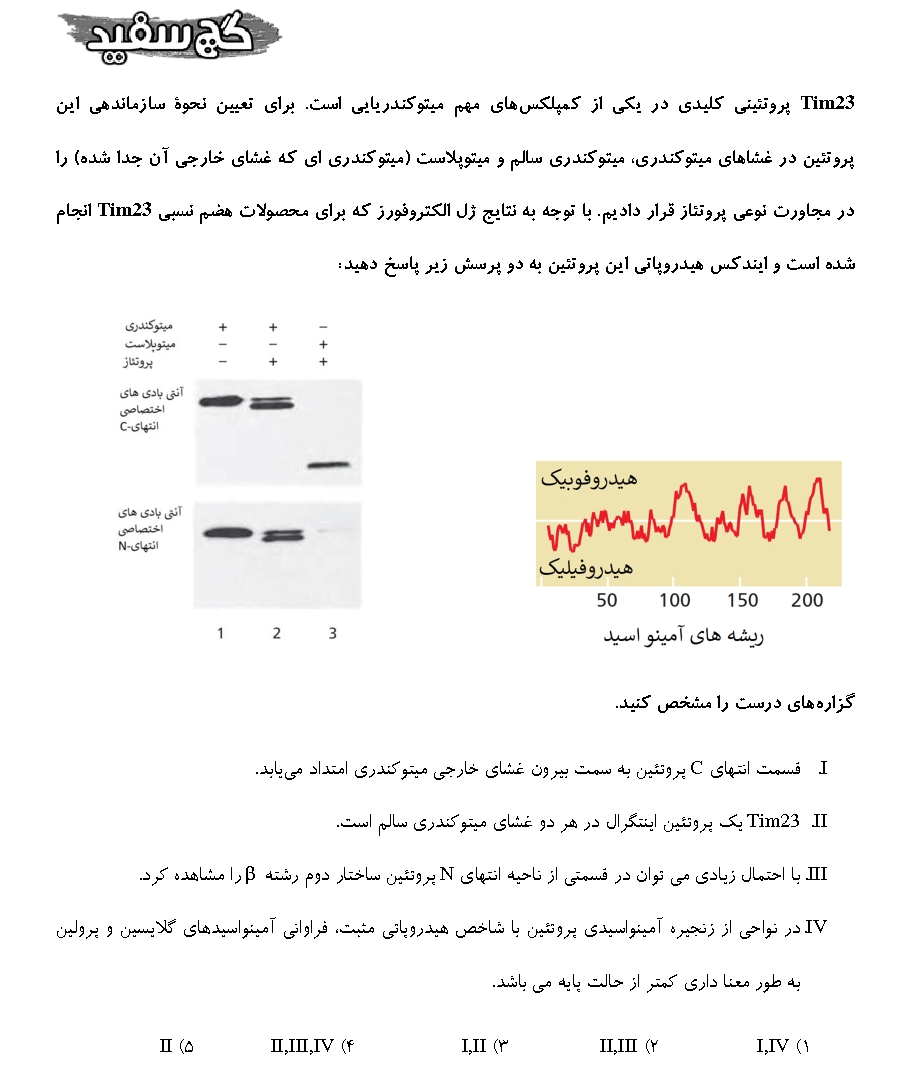 گچ سفید
Tim23 پروتئینی کلیدی در یکی از کمپلکس‌های مهم میتوکندریایی است. برای تعیین نحوهٔ سازماندهی این
پروتئین در غشاهای میتوکندری، میتوکندری سالم و میتوپلاست (میتوکندری ای که غشای خارجی آن جدا شده) را
در مجاورت نوعی پروتئاز قرار دادیم. با توجه به نتایج ژل الکتروفورز که برای محصولات هضم نسبی Tim23 انجام
شده است و ایندکس هیدروپاتی این پروتئین به دو پرسش زیر پاسخ دهید:
میتوکندری + + −
میتوپلاست − − +
پروتئاز − + +
آنتی بادی های
اختصاصی
انتهای-C
آنتی بادی های
اختصاصی
انتهای-N
1 2 3
هیدروفوبیک
هیدروفیلیک
50 100 150 200
ریشه های آمینو اسید
گزاره‌های درست را مشخص کنید.
I. قسمت انتهای C پروتئین به سمت بیرون غشای خارجی میتوکندری امتداد می‌یابد.
II. Tim23 یک پروتئین اینتگرال در هر دو غشای میتوکندری سالم است.
III. با احتمال زیادی می توان در قسمتی از ناحیه انتهای N پروتئین ساختار دوم رشته β را مشاهده کرد.
IV. در نواحی از زنجیره آمینواسیدی پروتئین با شاخص هیدروپاتی مثبت، فراوانی آمینواسیدهای گلایسین و پرولین
به طور معنا داری کمتر از حالت پایه می باشد.
۱) I,IV ۲) II,III ۳) I,II ۴) II,III,IV ۵) II